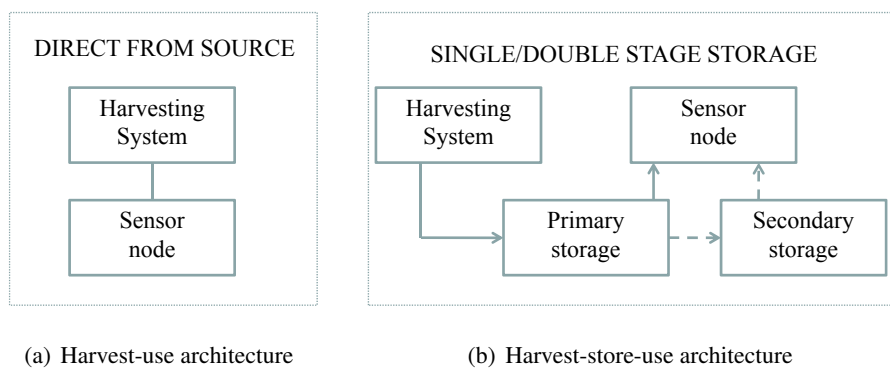 DIRECT FROM SOURCE
Harvesting
System
Sensor
node
(a) Harvest-use architecture
SINGLE/DOUBLE STAGE STORAGE
Harvesting
System
Sensor
node
Primary
storage
Secondary
storage
(b) Harvest-store-use architecture